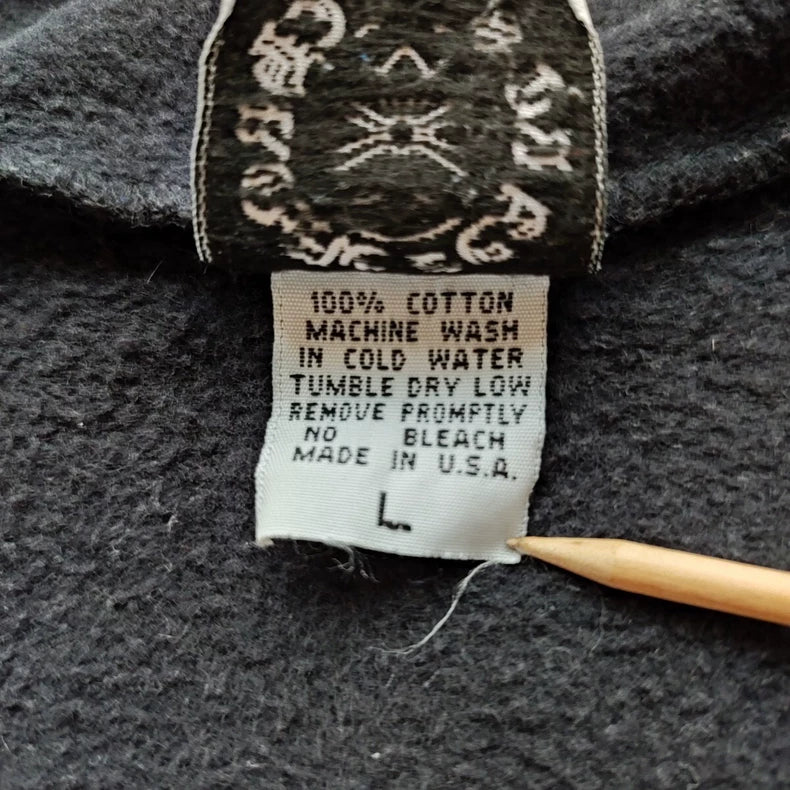 100% COTTON
MACHINE WASH
IN COLD WATER
TUMBLE DRY LOW
REMOVE PROMPTLY
NO BLEACH
MADE IN U.S.A.
L